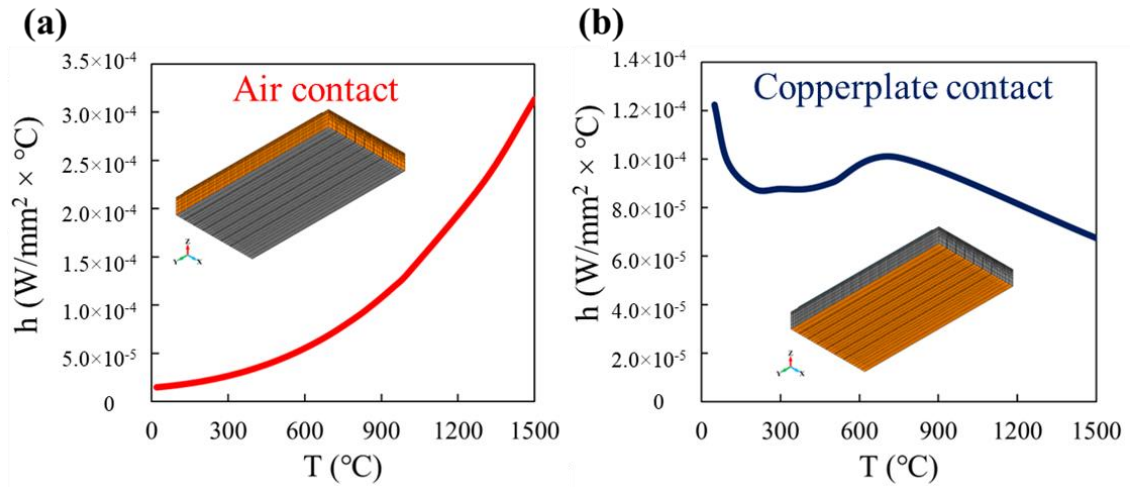 (a)
Air contact
h (W/mm² × °C)
3.5×10⁻⁴
3.0×10⁻⁴
2.5×10⁻⁴
2.0×10⁻⁴
1.5×10⁻⁴
1.0×10⁻⁴
5.0×10⁻⁵
0
0 300 600 900 1200 1500
T (°C)
Z
Y X
(b)
Copperplate contact
h (W/mm² × °C)
1.4×10⁻⁴
1.2×10⁻⁴
1.0×10⁻⁴
8.0×10⁻⁵
6.0×10⁻⁵
4.0×10⁻⁵
2.0×10⁻⁵
0
0 300 600 900 1200 1500
T (°C)
Z
Y X